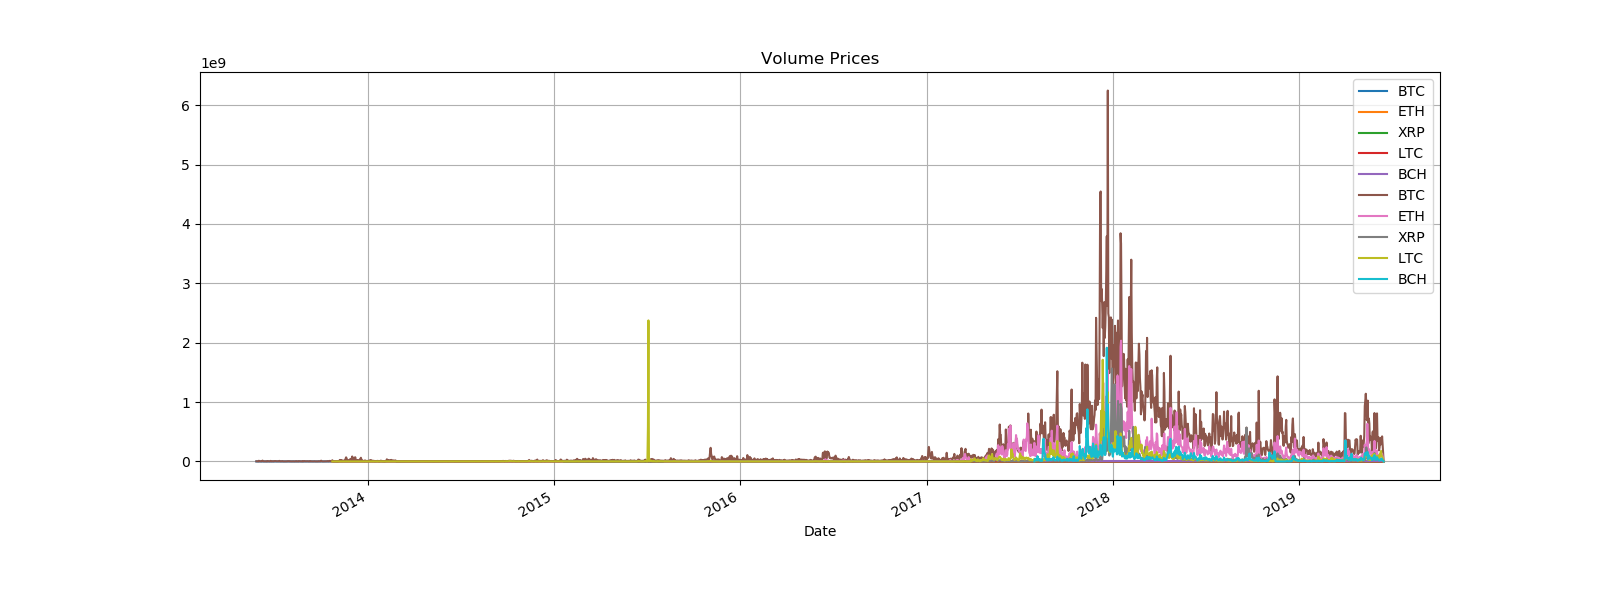 Volume Prices
1e9
6
5
4
3
2
1
0
2014
2015
2016
2017
2018
2019
Date
BTC
ETH
XRP
LTC
BCH
BTC
ETH
XRP
LTC
BCH